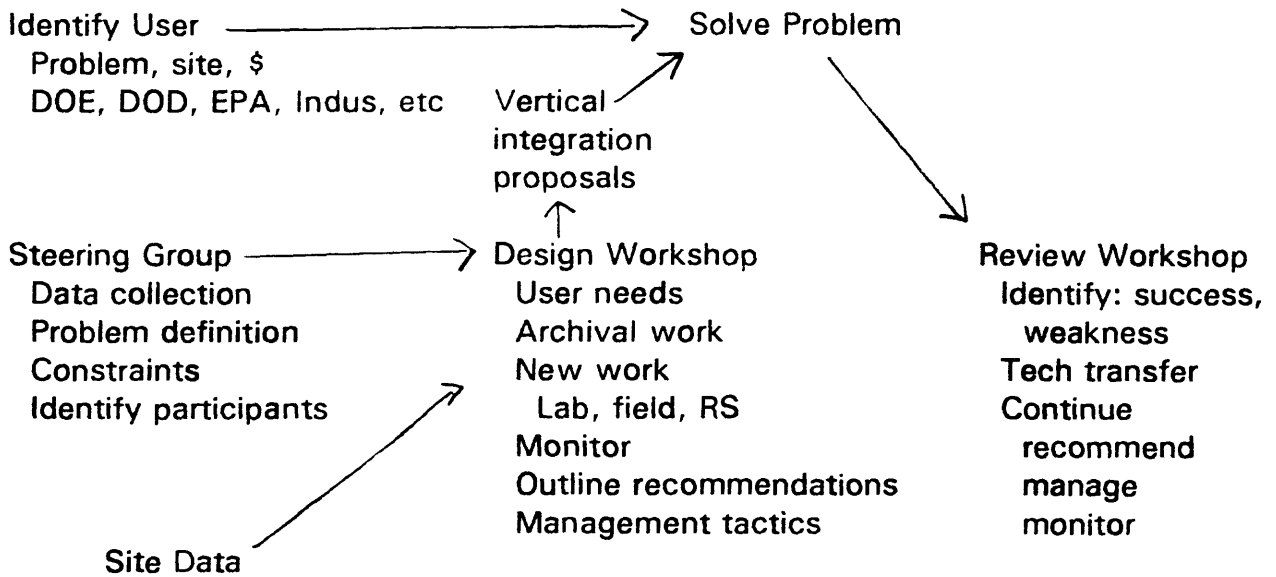 Identify User
Problem, site, $
DOE, DOD, EPA, Indus, etc
Solve Problem
Vertical
integration
proposals
Steering Group
Data collection
Problem definition
Constraints
Identify participants
Design Workshop
User needs
Archival work
New work
Lab, field, RS
Monitor
Outline recommendations
Management tactics
Review Workshop
Identify: success,
weakness
Tech transfer
Continue
recommend
manage
monitor
Site Data